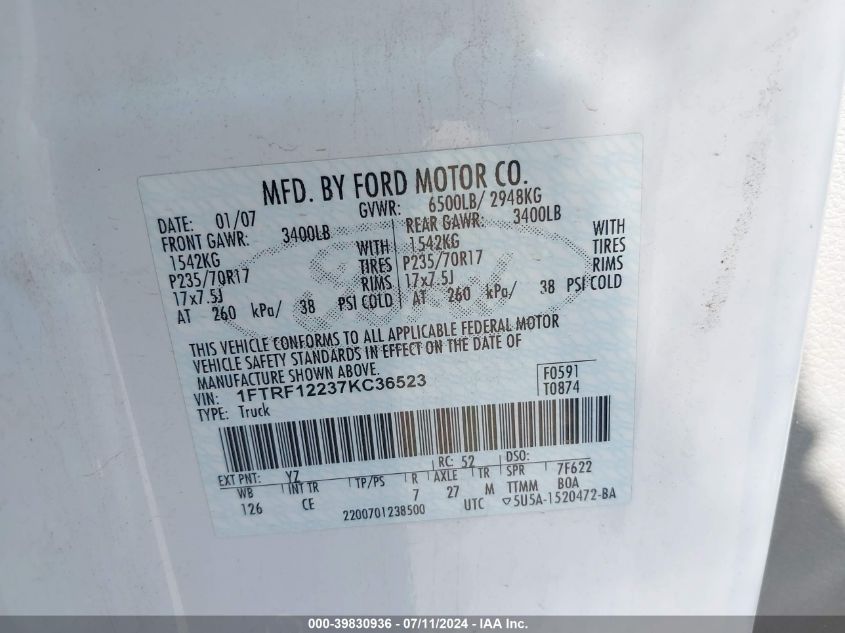 MFD. BY FORD MOTOR CO.
DATE: 01/07 GVWR: 6500LB/ 2948KG
FRONT GAWR: 3400LB REAR GAWR: 3400LB
1542KG WITH 1542KG WITH
P235/70R17 TIRES P235/70R17 TIRES
17x7.5J RIMS 17x7.5J RIMS
AT 260 kPa/ 38 PSI COLD AT 260 kPa/ 38 PSI COLD
THIS VEHICLE CONFORMS TO ALL APPLICABLE FEDERAL MOTOR
VEHICLE SAFETY STANDARDS IN EFFECT ON THE DATE OF
MANUFACTURE SHOWN ABOVE.
VIN: 1FTRF12237KC36523 F0591
TYPE: Truck T0874
EXT PNT: YZ RC: 52 DSO:
WB INT TR TP/PS R AXLE TR SPR 7F622
126 CE 7 27 M TTMM BOA
2200701238500 UTC ▽5U5A-1520472-BA
000-39830936 - 07/11/2024 - IAA Inc.